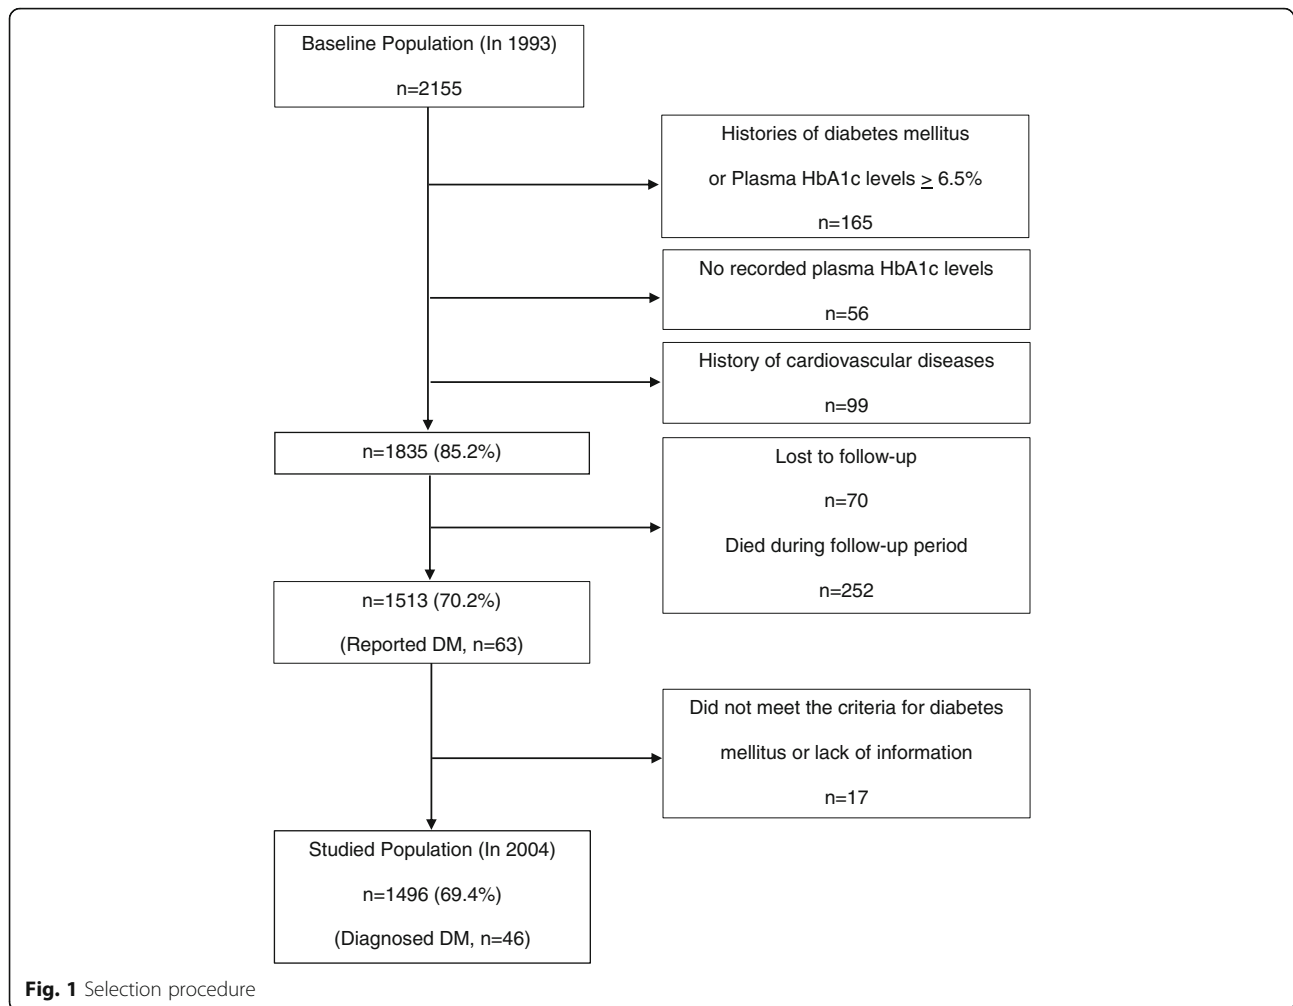 Baseline Population (In 1993)
n=2155
Histories of diabetes mellitus
or Plasma HbA1c levels ≥ 6.5%
n=165
No recorded plasma HbA1c levels
n=56
History of cardiovascular diseases
n=99
n=1835 (85.2%)
Lost to follow-up
n=70
Died during follow-up period
n=252
n=1513 (70.2%)
(Reported DM, n=63)
Did not meet the criteria for diabetes
mellitus or lack of information
n=17
Studied Population (In 2004)
n=1496 (69.4%)
(Diagnosed DM, n=46)
Fig. 1 Selection procedure